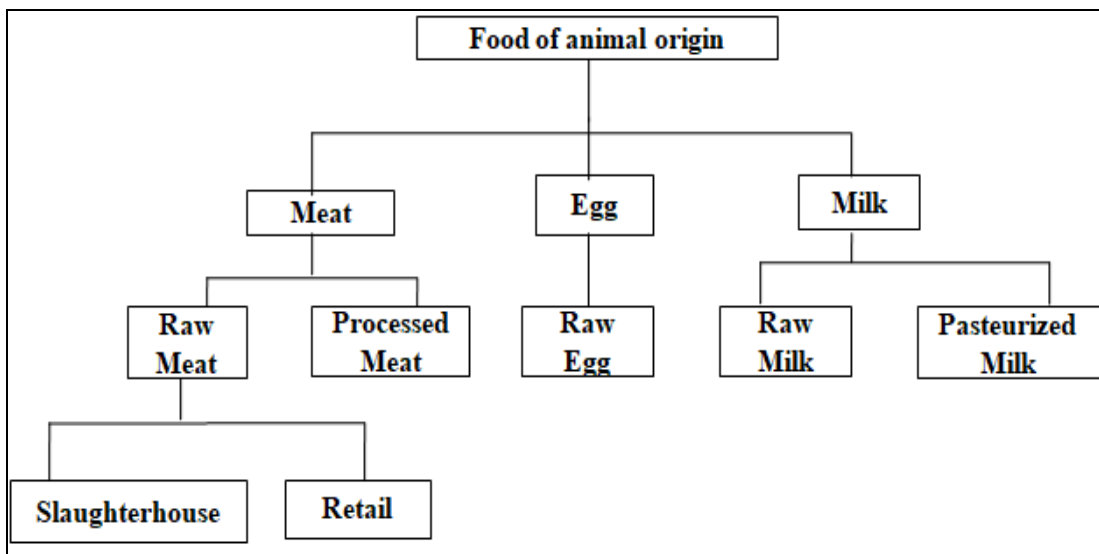 Food of animal origin
Meat
Egg
Milk
Raw
Meat
Processed
Meat
Raw
Egg
Raw
Milk
Pasteurized
Milk
Slaughterhouse
Retail